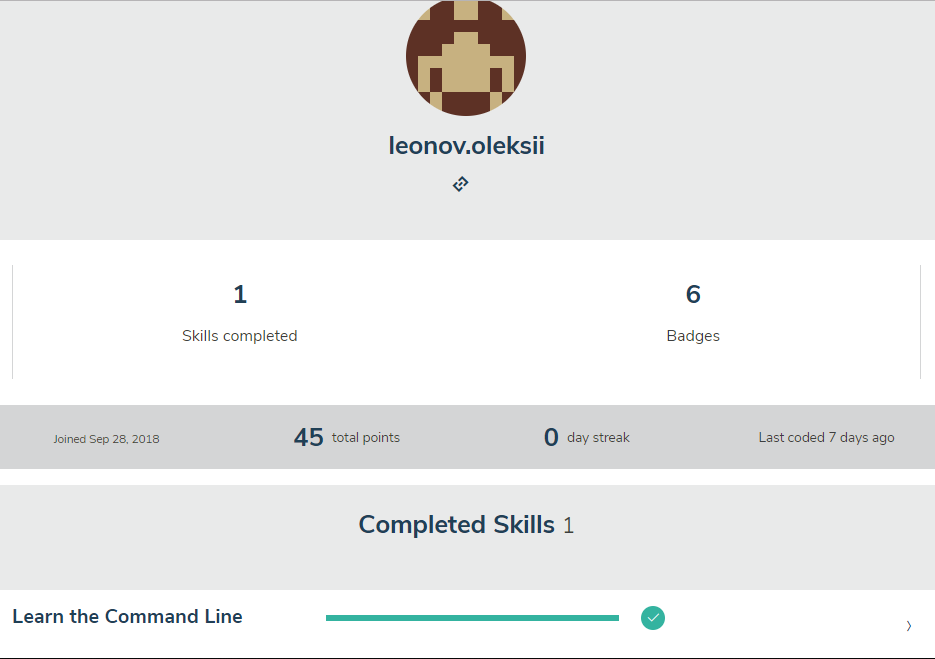 leonov.oleksii
1
Skills completed
6
Badges
Joined Sep 28, 2018
45 total points
0 day streak
Last coded 7 days ago
Completed Skills 1
Learn the Command Line